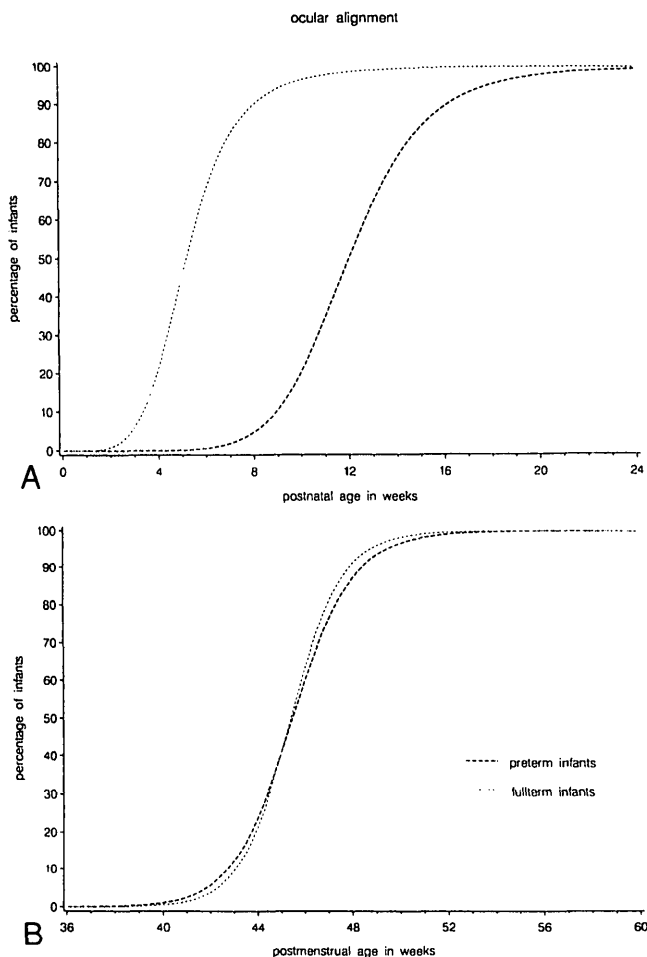 ocular alignment
100
90
80
70
60
50
40
30
20
10
0
percentage of infants
0 4 8 12 16 20 24
A
postnatal age in weeks
100
90
80
70
60
50
40
30
20
10
0
percentage of infants
preterm infants
fullterm infants
36 44 48 52 56 60
B
postmenstrual age in weeks